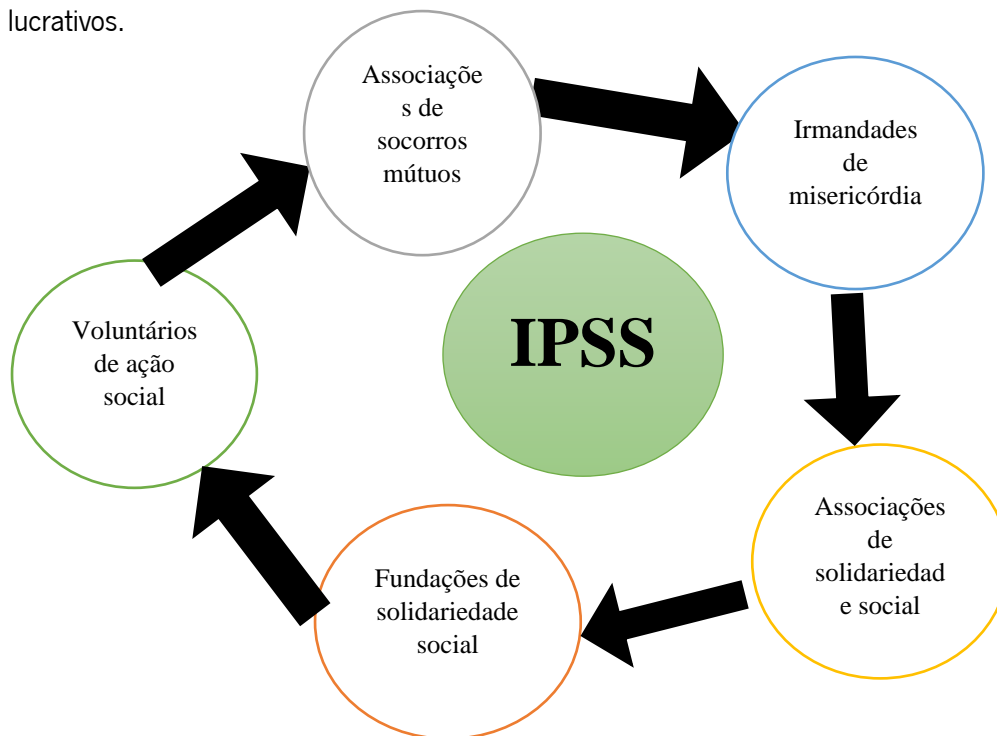 lucrativos.
Associaçõe
s de
socorros
mútuos
Irmandades
de
misericórdia
IPSS
Voluntários
de ação
social
Associações
de
solidariedad
e social
Fundações de
solidariedade
social